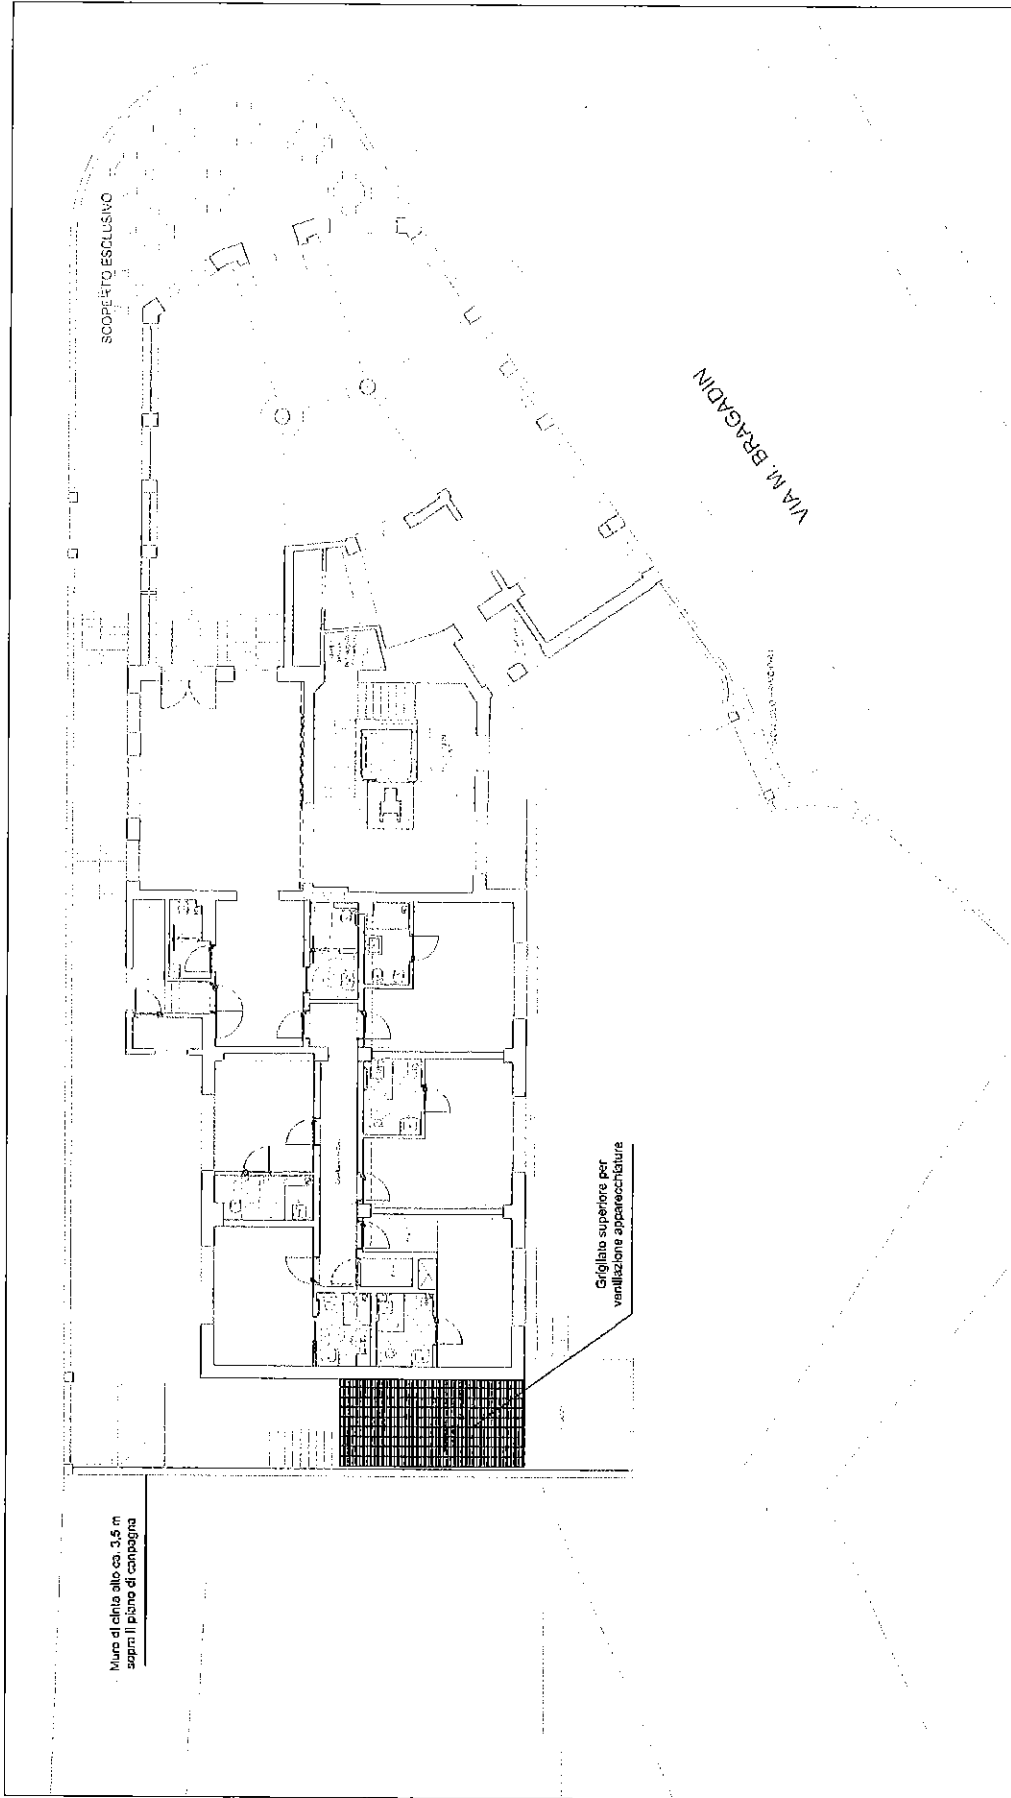 SCOPERTO ESCLUSIVO
VIA M. BRAGADIN
Grigliato superiore per
ventilazione apparecchiature
Muro di cinta alto ca. 3,5 m
sopra il piano di campagna